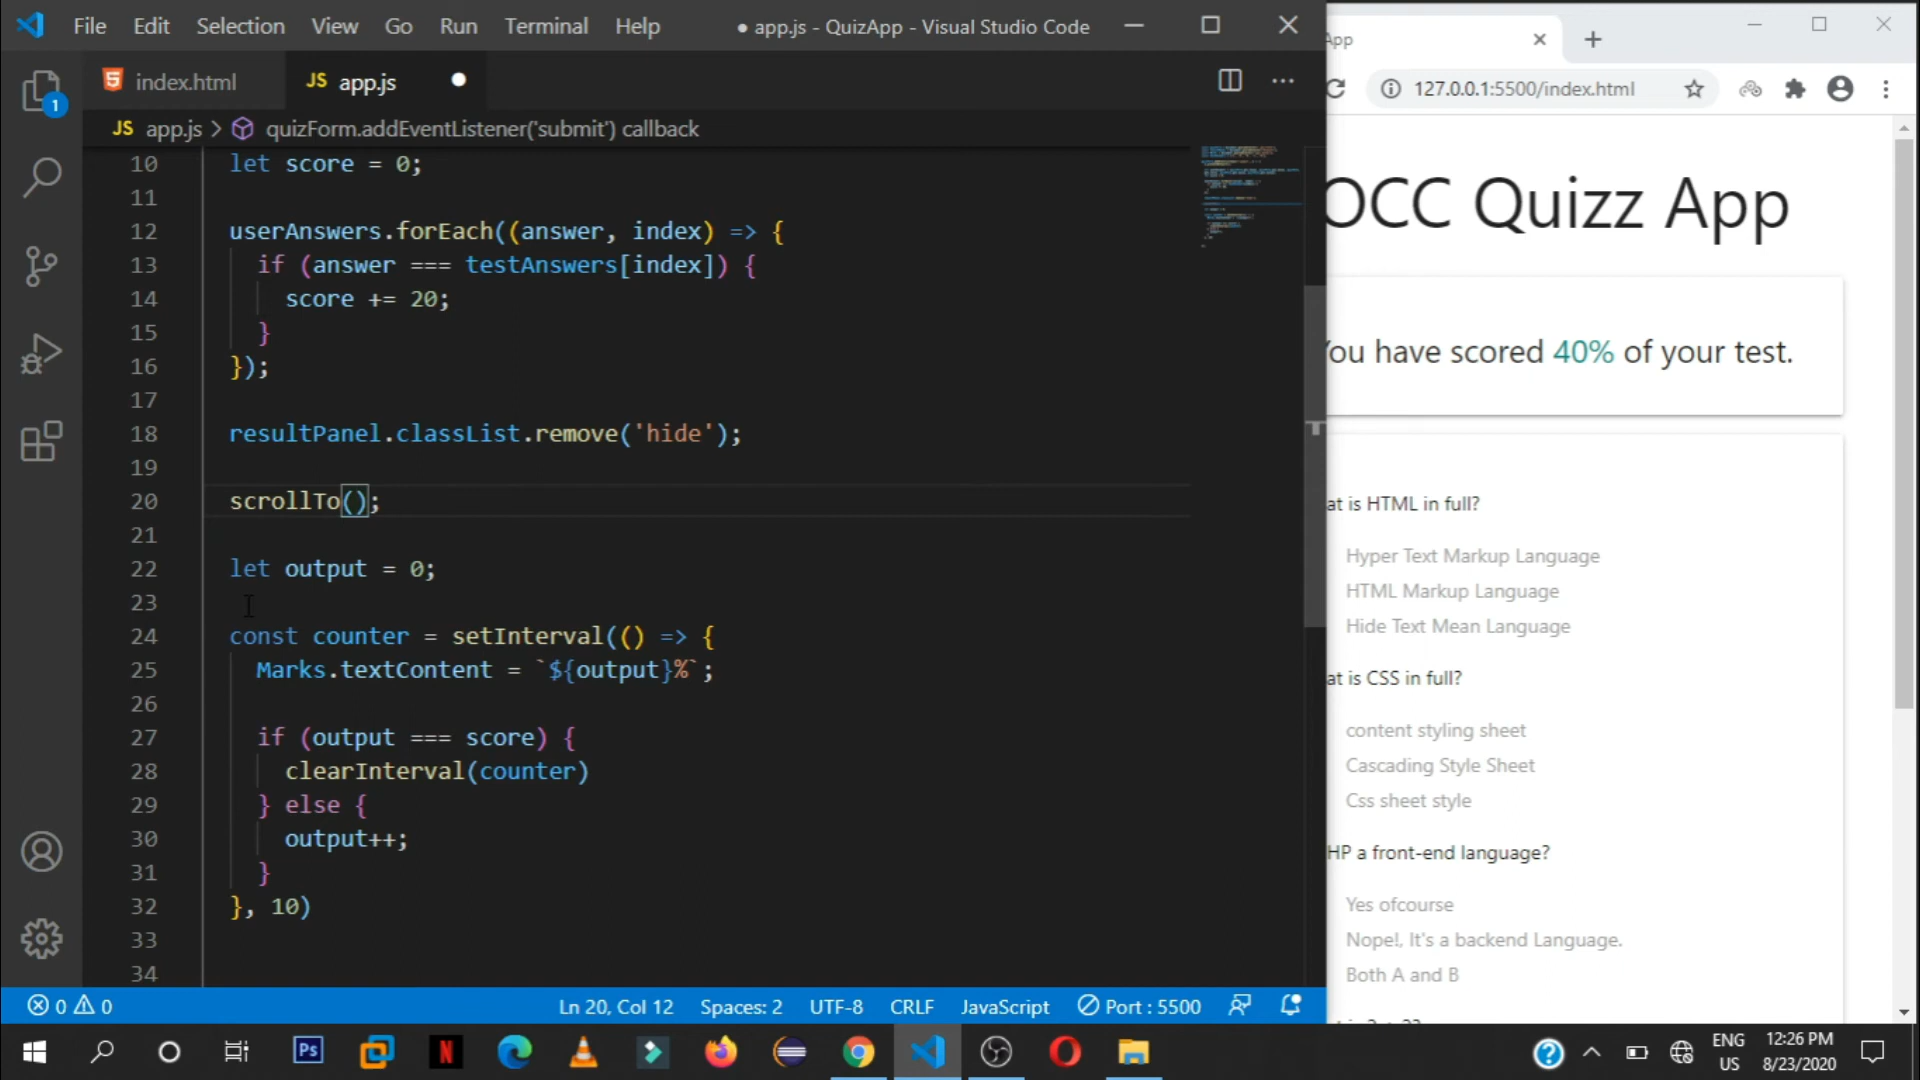 File Edit Selection View Go Run Terminal Help ● app.js - QuizApp - Visual Studio Code
index.html JS app.js
JS app.js > quizForm.addEventListener('submit') callback
10 let score = 0;
11
12 userAnswers.forEach((answer, index) => {
13 if (answer === testAnswers[index]) {
14 score += 20;
15 }
16 });
17
18 resultPanel.classList.remove('hide');
19
20 scrollTo();
21
22 let output = 0;
23
24 const counter = setInterval(() => {
25 Marks.textContent = `${output}%`;
26
27 if (output === score) {
28 clearInterval(counter)
29 } else {
30 output++;
31 }
32 }, 10)
33
34
1
0 0 Ln 20, Col 12 Spaces: 2 UTF-8 CRLF JavaScript Port : 5500
App
127.0.0.1:5500/index.html
OCC Quizz App
You have scored 40% of your test.
at is HTML in full?
Hyper Text Markup Language
HTML Markup Language
Hide Text Mean Language
at is CSS in full?
content styling sheet
Cascading Style Sheet
Css sheet style
HP a front-end language?
Yes ofcourse
Nope!, It's a backend Language.
Both A and B
Ps N
ENG
US
12:26 PM
8/23/2020